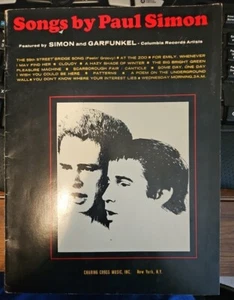 Songs by Paul Simon
Featured by SIMON and GARFUNKEL - Columbia Records Artists
THE 59th STREET BRIDGE SONG (Feelin' Groovy) ■ AT THE ZOO ■ FOR EMILY, WHENEVER
I MAY FIND HER ■ CLOUDY ■ A HAZY SHADE OF WINTER ■ THE BIG BRIGHT GREEN
PLEASURE MACHINE ■ SCARBOROUGH FAIR / CANTICLE ■ SOME DAY, ONE DAY
I WISH YOU COULD BE HERE ■ PATTERNS ■ A POEM ON THE UNDERGROUND
WALL ■ YOU DON'T KNOW WHERE YOUR INTEREST LIES ■ WEDNESDAY MORNING, 3 A.M.
CHARING CROSS MUSIC, INC. New York, N.Y.